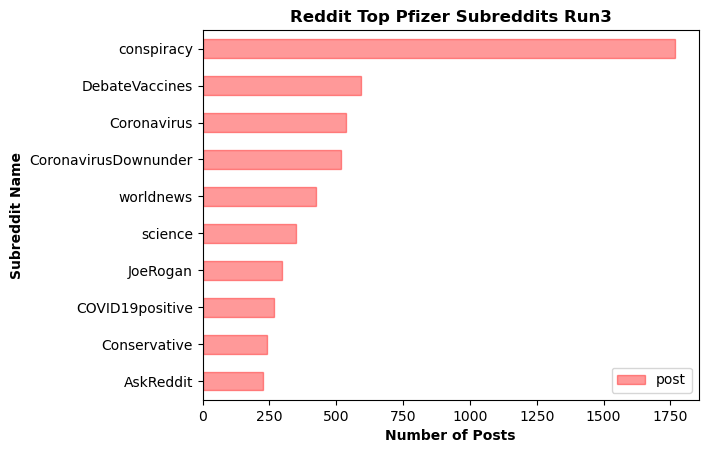 Reddit Top Pfizer Subreddits Run3
conspiracy
DebateVaccines
Coronavirus
CoronavirusDownunder
worldnews
science
JoeRogan
COVID19positive
Conservative
AskReddit
Subreddit Name
post
0 250 500 750 1000 1250 1500 1750
Number of Posts